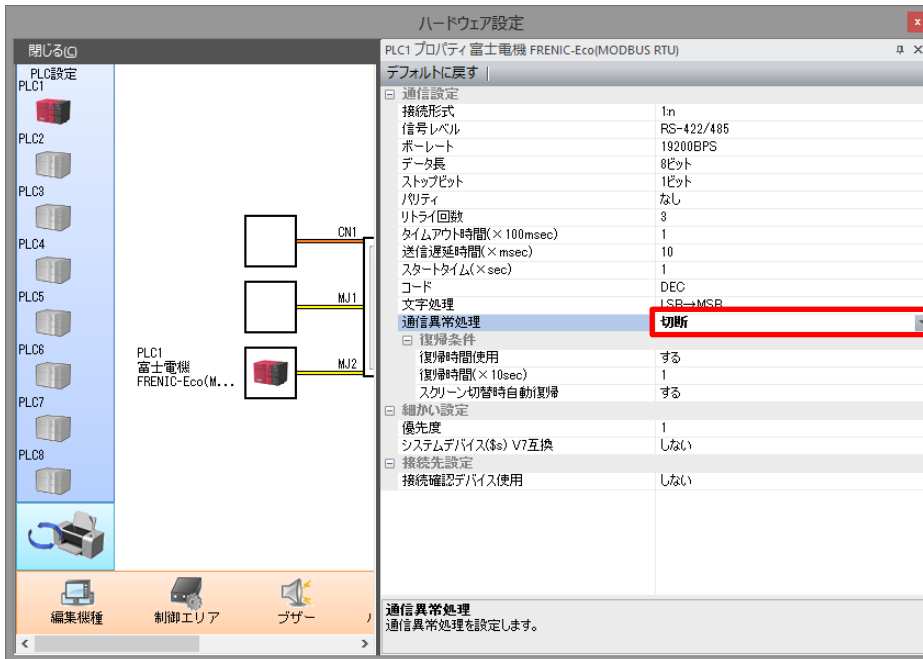 ハードウェア設定
x
閉じる(C)
PLC1 プロパティ 富士電機 FRENIC-Eco(MODBUS RTU)
PLC設定
PLC1
PLC2
PLC3
PLC4
PLC5
PLC6
PLC7
PLC8
CN1
MJ1
MJ2
PLC1
富士電機
FRENIC-Eco(M...
編集機種
制御エリア
ブザー
デフォルトに戻す
通信設定
接続形式 1:n
信号レベル RS-422/485
ボーレート 19200BPS
データ長 8ビット
ストップビット 1ビット
パリティ なし
リトライ回数 3
タイムアウト時間(×100msec) 1
送信遅延時間(×msec) 10
スタートタイム(×sec) 1
コード DEC
文字処理 LSB→MSB
通信異常処理 切断
復帰条件
復帰時間使用 する
復帰時間(×10sec) 1
スクリーン切替時自動復帰 する
細かい設定
優先度 1
システムデバイス($s) V7互換 しない
接続先設定
接続確認デバイス使用 しない
通信異常処理
通信異常処理を設定します。